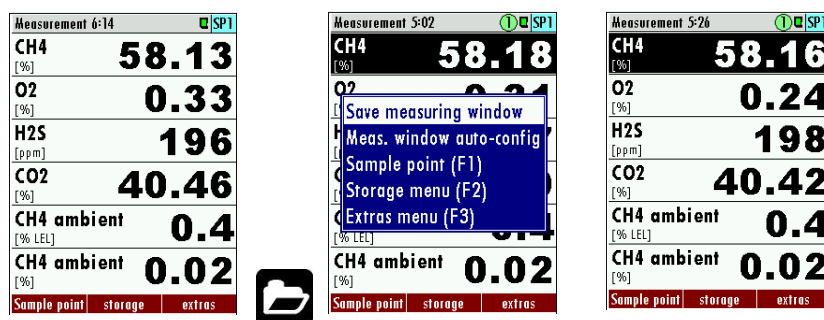 Measurement 6:14 SP1
CH4 58.13
[%]
O2 0.33
[%]
H2S 196
[ppm]
CO2 40.46
[%]
CH4 ambient 0.4
[% LEL]
CH4 ambient 0.02
[%]
Sample point storage extras
Measurement 5:02 1 SP1
CH4 58.18
[%]
O2
[%]
Save measuring window
Meas. window auto-config
Sample point (F1)
Storage menu (F2)
Extras menu (F3)
[% LEL]
CH4 ambient 0.02
[%]
Sample point storage extras
Measurement 5:26 1 SP1
CH4 58.16
[%]
O2 0.24
[%]
H2S 198
[ppm]
CO2 40.42
[%]
CH4 ambient 0.4
[% LEL]
CH4 ambient 0.02
[%]
Sample point storage extras